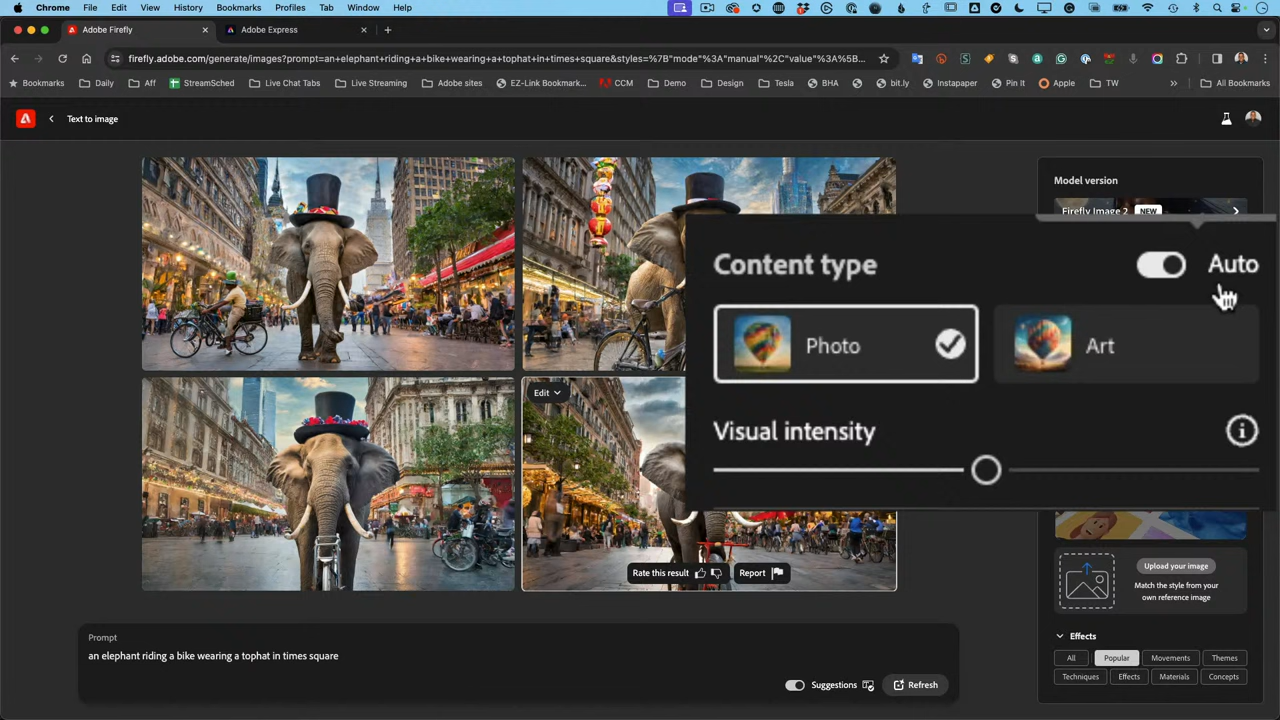 Chrome File Edit View History Bookmarks Profiles Tab Window Help
Adobe Firefly
Adobe Express
firefly.adobe.com/generate/images?prompt=an+elephant+riding+a+bike+wearing+a+tophat+in+times+square&styles=%7B"mode"%3A"manual"%2C"value"%3A%5B...
Bookmarks Daily Aff StreamSched Live Chat Tabs Live Streaming Adobe sites EZ-Link Bookmark... CCM Demo Design Tesla BHA bit.ly Instapaper Pin It Apple TW » All Bookmarks
Text to image
Model version
Firefly Image 2 NEW
Content type Auto
Photo Art
Visual intensity
Edit
Rate this result Report
Upload your image
Match the style from
your own reference image
Effects
All Popular Movements Themes
Techniques Effects Materials Concepts
Prompt
an elephant riding a bike wearing a tophat in times square
Suggestions Refresh